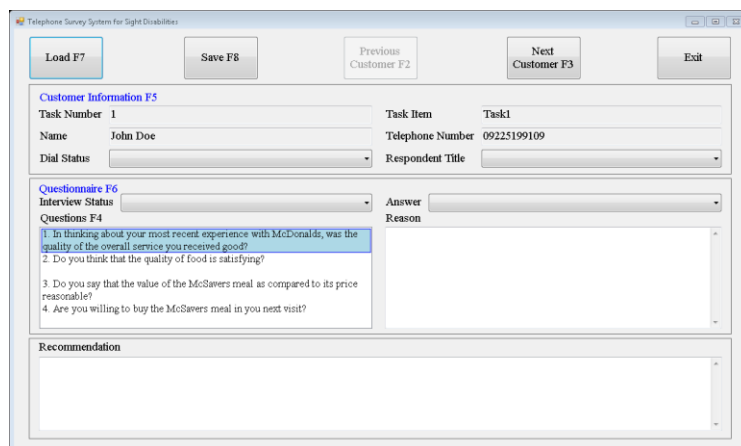 Telephone Survey System for Sight Disabilities
Load F7
Save F8
Previous
Customer F2
Next
Customer F3
Exit
Customer Information F5
Task Number 1
Task Item Task1
Name John Doe
Telephone Number 09225199109
Dial Status
Respondent Title
Questionnaire F6
Interview Status
Answer
Questions F4
Reason
1. In thinking about your most recent experience with McDonalds, was the
quality of the overall service you received good?
2. Do you think that the quality of food is satisfying?
3. Do you say that the value of the McSavers meal as compared to its price
reasonable?
4. Are you willing to buy the McSavers meal in you next visit?
Recommendation